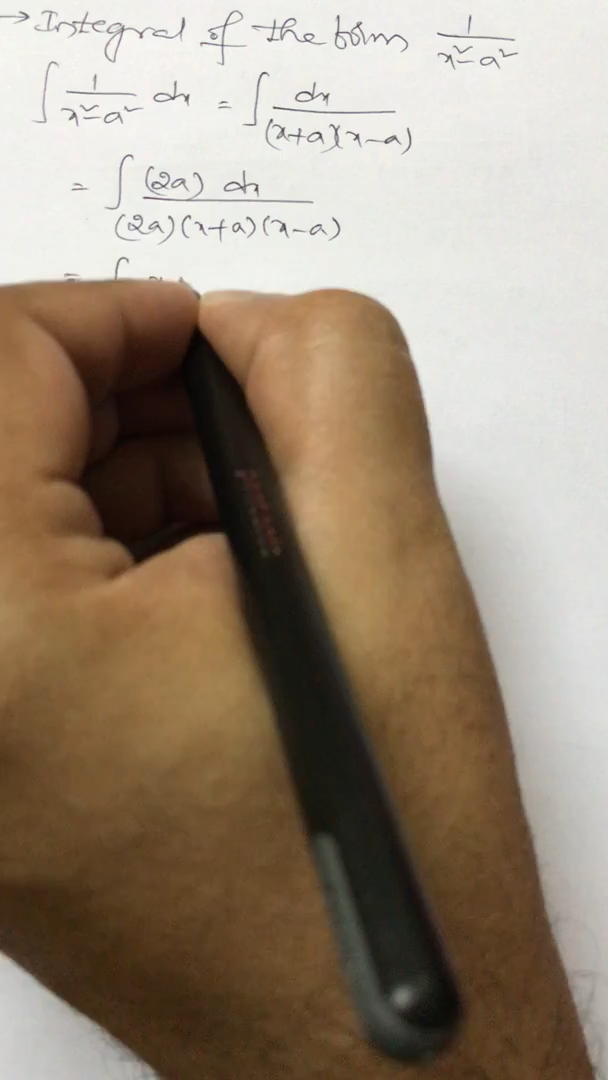 → Integral of the form 1/(x²-a²)
∫ 1/(x²-a²) dx = ∫ dx/((x+a)(x-a))
= ∫ (2a) dx/((2a)(x+a)(x-a))
= ∫